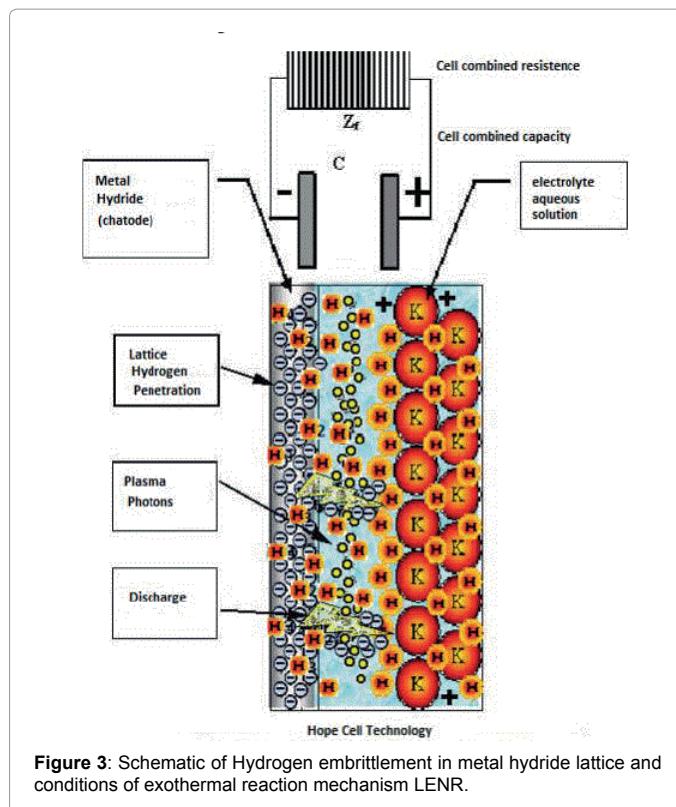 Cell combined resistence
Zf
Cell combined capacity
C
Metal
Hydride
(chatode)
- +
electrolyte
aqueous
solution
Lattice
Hydrogen
Penetration
Plasma
Photons
Discharge
+ +
H
K
H
K
H
K
H
K
H2
H
K
H
K
H
K
H
K
H
K
H
K
H
K
H
K
H
K
+
Hope Cell Technology
Figure 3: Schematic of Hydrogen embrittlement in metal hydride lattice and
conditions of exothermal reaction mechanism LENR.